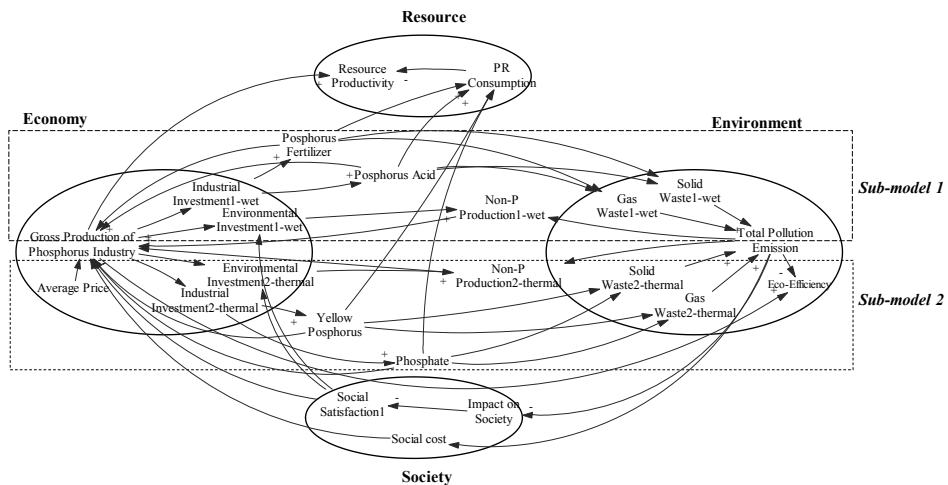 Resource
Resource
Productivity
+
-
PR
Consumption
+
+
Economy
Environment
Posphorus
Fertilizer
+
+
Posphorus Acid
Sub-model 1
Industrial
Investment1-wet
Environmental
Investment1-wet
Non-P
Production1-wet
+
Gas
Waste1-wet
Solid
Waste1-wet
+
+
Gross Production of
Phosphorus Industry
Total Pollution
Emission
+
+
+
Average Price
Environmental
Investment2-thermal
Industrial
Investment2-thermal
Non-P
Production2-thermal
+
Solid
Waste2-thermal
Gas
Waste2-thermal
-
Eco-Efficiency
+
Sub-model 2
Yellow
Posphorus
+
+
Phosphate
Social
Satisfaction1
-
Impact on
Society
-
Social cost
Society